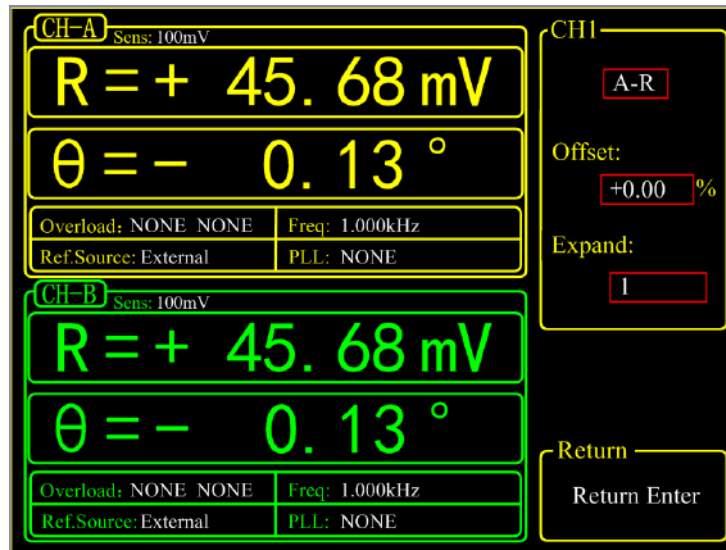 CH-A Sens: 100mV
R = + 45.68 mV
θ = - 0.13 °
Overload: NONE NONE Freq: 1.000kHz
Ref.Source: External PLL: NONE
CH-B Sens: 100mV
R = + 45.68 mV
θ = - 0.13 °
Overload: NONE NONE Freq: 1.000kHz
Ref.Source: External PLL: NONE
CH1
A-R
Offset:
+0.00 %
Expand:
1
Return
Return Enter